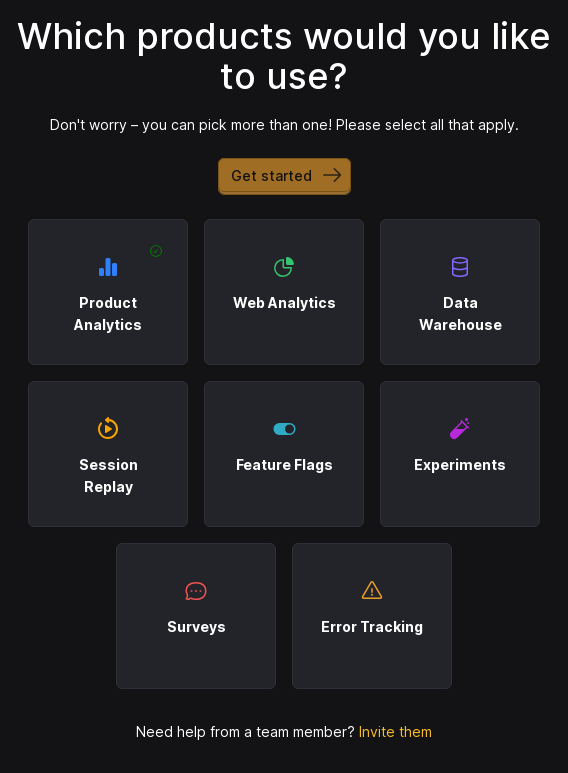 Which products would you like
to use?
Don't worry – you can pick more than one! Please select all that apply.
Get started
Product
Analytics
Web Analytics
Data
Warehouse
Session
Replay
Feature Flags
Experiments
Surveys
Error Tracking
Need help from a team member? Invite them